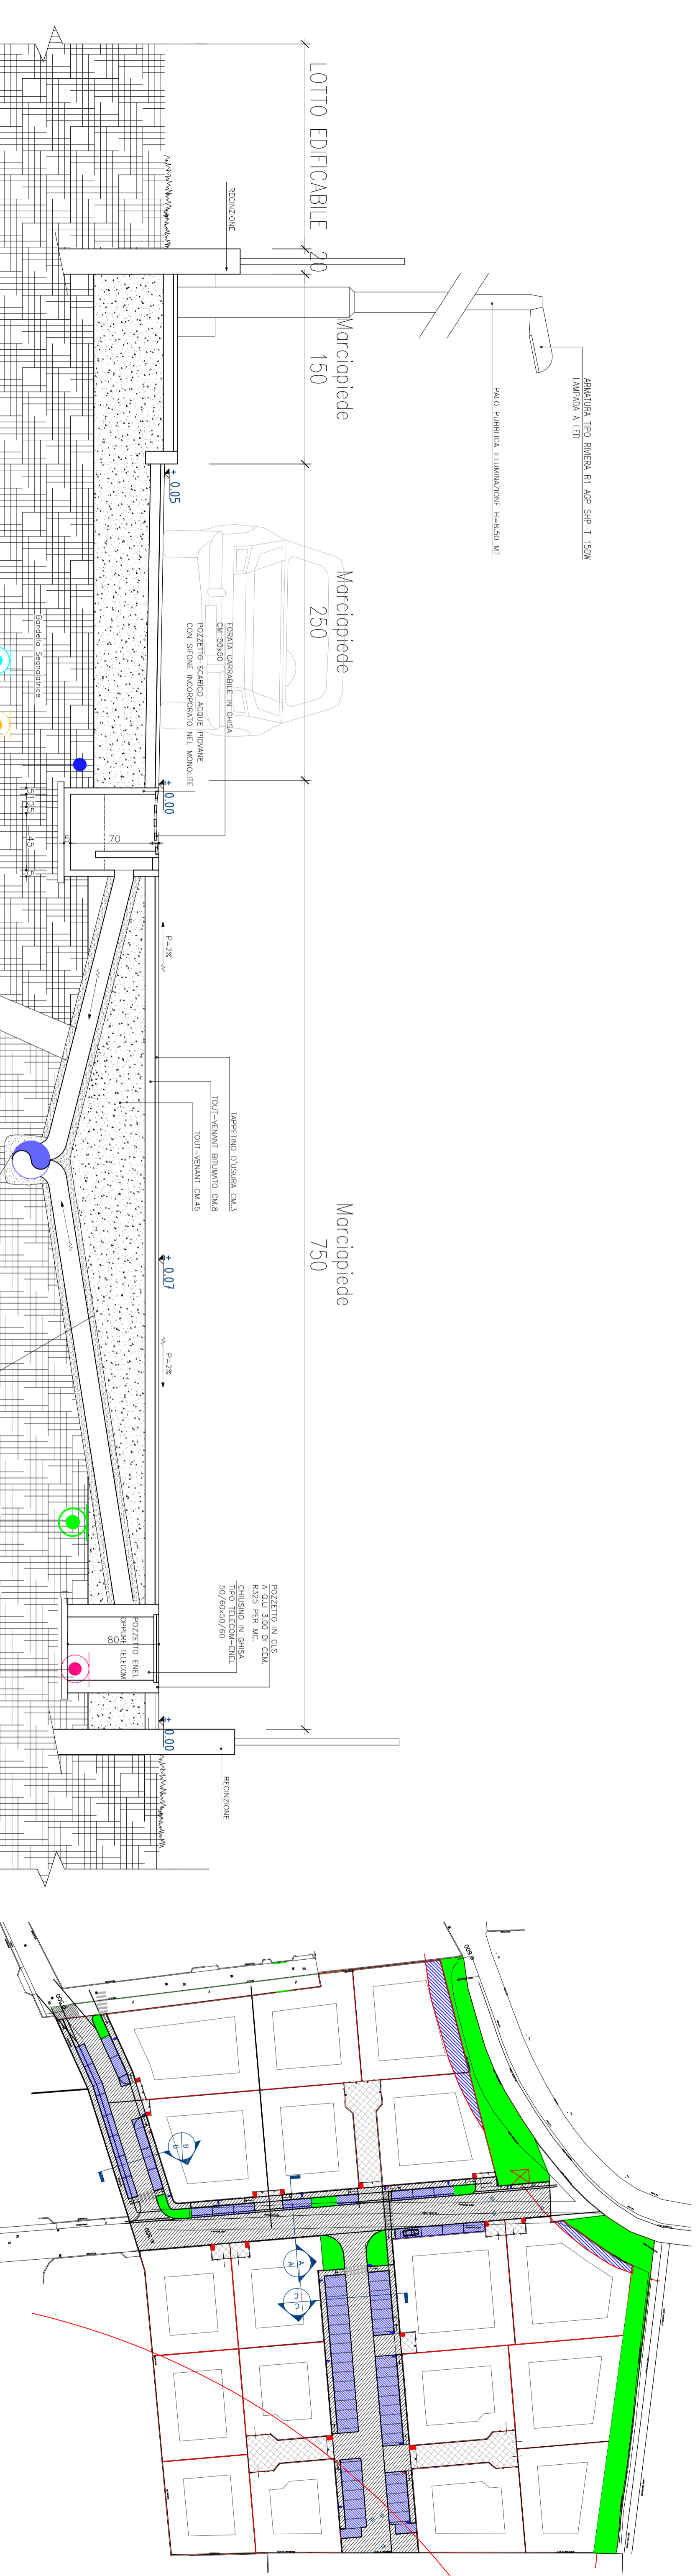 LOTTO EDIFICABILE
20
Marciapiede
150
Marciapiede
250
Marciapiede
750
RECINZIONE
ARMATURA TIPO RIVIERA R1 AGP SHP-T 150W
LAMPADA A LED
PALO PUBBLICA ILLUMINAZIONE H=8.50 MT
+ 0.05
FORATA CARRABILE IN GHISA
CM. 50x50
POZZETTO SCARICO ACQUE PIOVANE
CON SIFONE INCORPORATO NEL MONOLITE
Bandella Segnalatrice
± 0.00
70
5
45
P=2%
TAPPETINO D'USURA CM.3
TOUT-VENANT BITUMATO CM.8
TOUT-VENANT CM.45
+ 0.07
P=2%
POZZETTO IN CLS
A Q.LI 3.00 DI CEM.
R325 PER MC.
CHIUSINO IN GHISA
TIPO TELECOM-ENEL
50/60x50/60
POZZETTO ENEL
OPPURE TELECOM
80
± 0.00
RECINZIONE
B
B
A
A
C
C